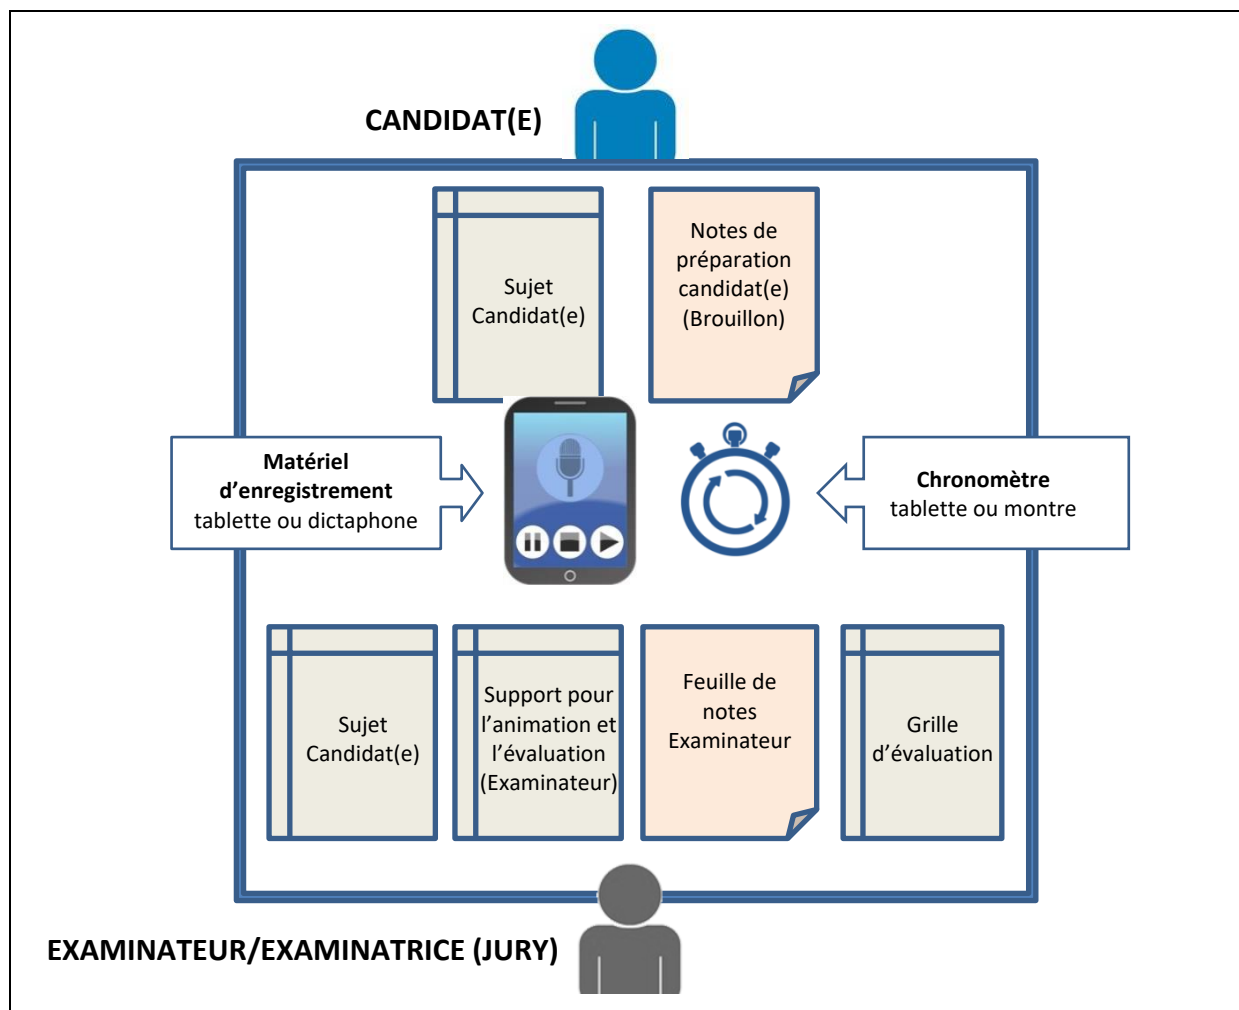 CANDIDAT(E)
Sujet
Candidat(e)
Notes de
préparation
candidat(e)
(Brouillon)
Matériel
d’enregistrement
tablette ou dictaphone
Chronomètre
tablette ou montre
Sujet
Candidat(e)
Support pour
l’animation et
l’évaluation
(Examinateur)
Feuille de
notes
Examinateur
Grille
d’évaluation
EXAMINATEUR/EXAMINATRICE (JURY)